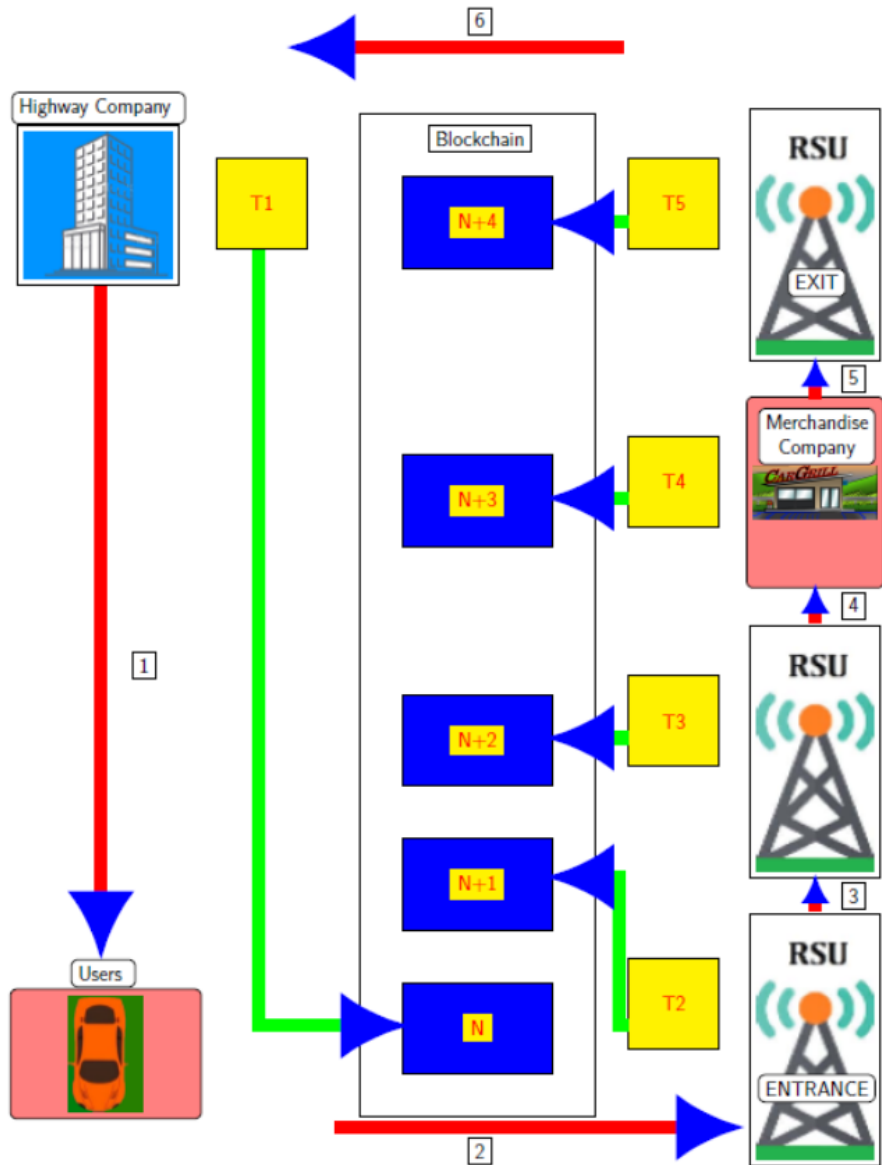 6
Highway Company
Blockchain
RSU
T1
N+4
T5
EXIT
5
Merchandise
Company
CARGRILL
N+3
T4
4
1
RSU
T3
N+2
N+1
3
Users
RSU
T2
N
ENTRANCE
2